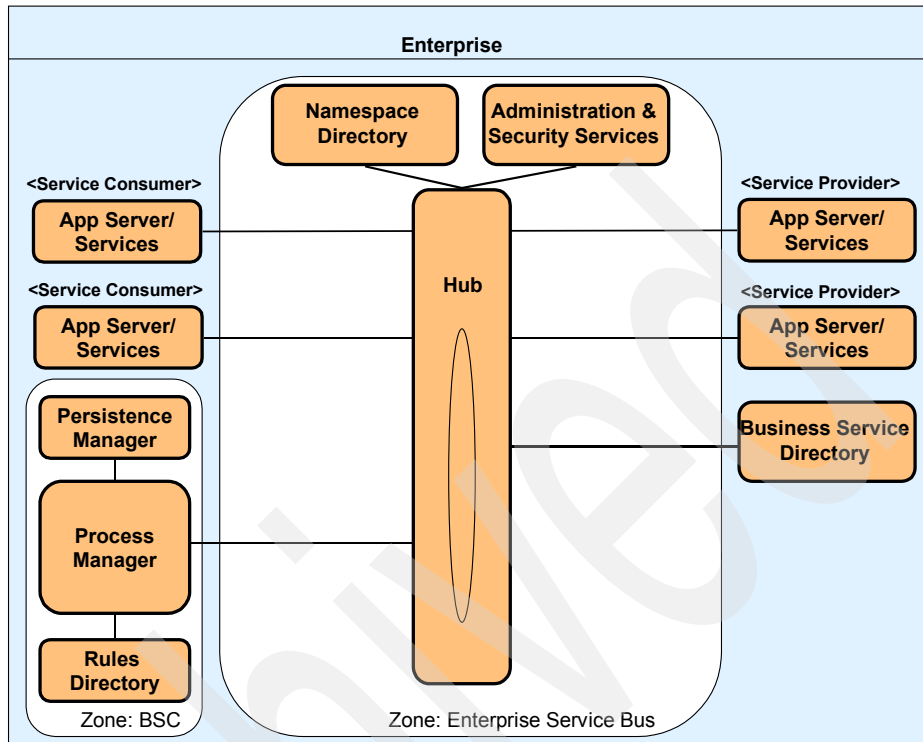 Enterprise
Namespace
Directory
Administration &
Security Services
<Service Consumer>
App Server/
Services
<Service Consumer>
App Server/
Services
Persistence
Manager
Process
Manager
Rules
Directory
Zone: BSC
Hub
Zone: Enterprise Service Bus
<Service Provider>
App Server/
Services
<Service Provider>
App Server/
Services
Business Service
Directory
hived